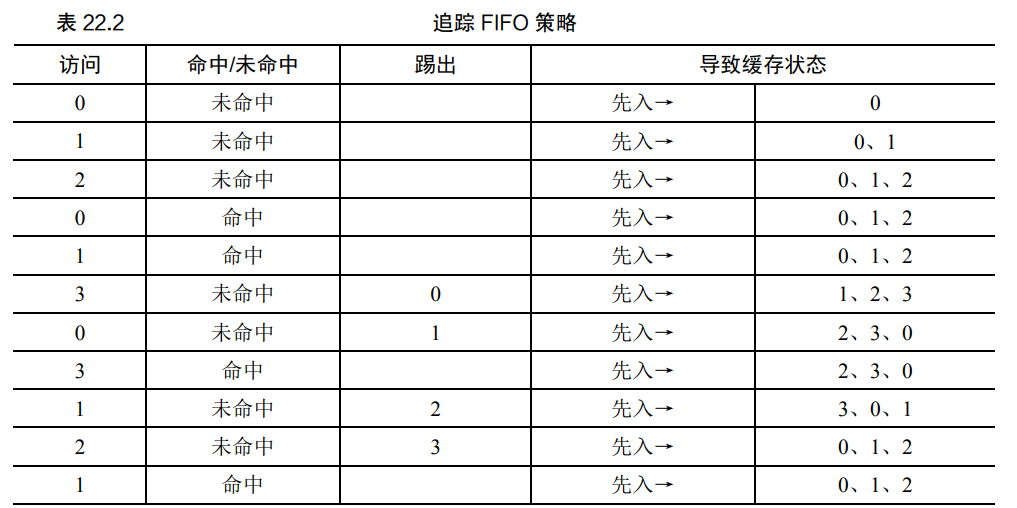 表 22.2 追踪 FIFO 策略
访问 命中/未命中 踢出 导致缓存状态
0 未命中 先入→ 0
1 未命中 先入→ 0、1
2 未命中 先入→ 0、1、2
0 命中 先入→ 0、1、2
1 命中 先入→ 0、1、2
3 未命中 0 先入→ 1、2、3
0 未命中 1 先入→ 2、3、0
3 命中 先入→ 2、3、0
1 未命中 2 先入→ 3、0、1
2 未命中 3 先入→ 0、1、2
1 命中 先入→ 0、1、2